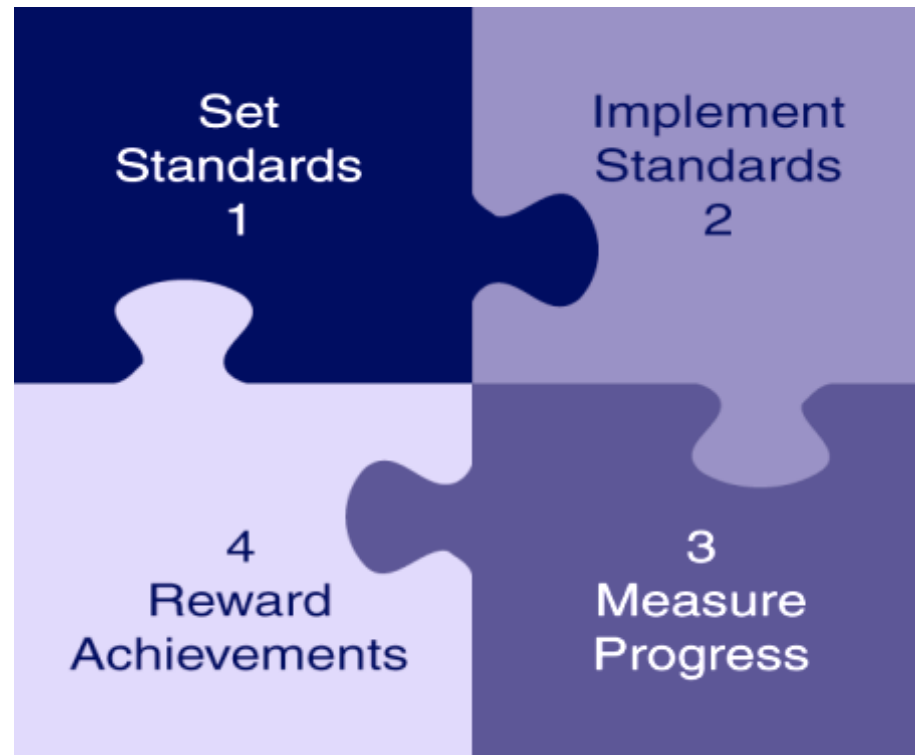 Set
Standards
1
Implement
Standards
2
3
Measure
Progress
4
Reward
Achievements